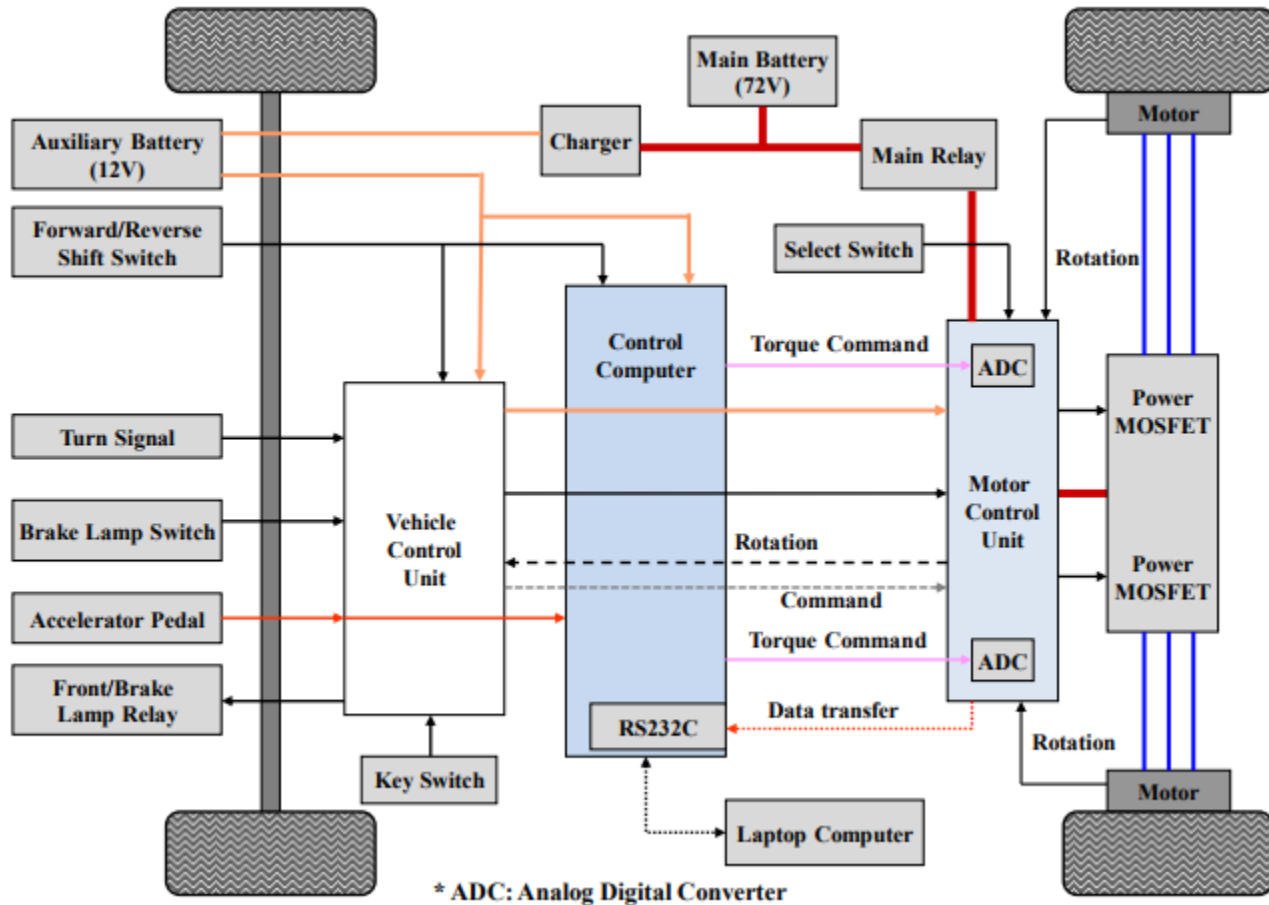 Main Battery
(72V)
Motor
Auxiliary Battery
(12V)
Charger
Main Relay
Forward/Reverse
Shift Switch
Select Switch
Rotation
Control
Computer
Torque Command
ADC
Power
MOSFET
Turn Signal
Brake Lamp Switch
Vehicle
Control
Unit
Motor
Control
Unit
Rotation
Power
MOSFET
Command
Accelerator Pedal
Torque Command
ADC
Front/Brake
Lamp Relay
RS232C
Data transfer
Rotation
Key Switch
Motor
Laptop Computer
* ADC: Analog Digital Converter